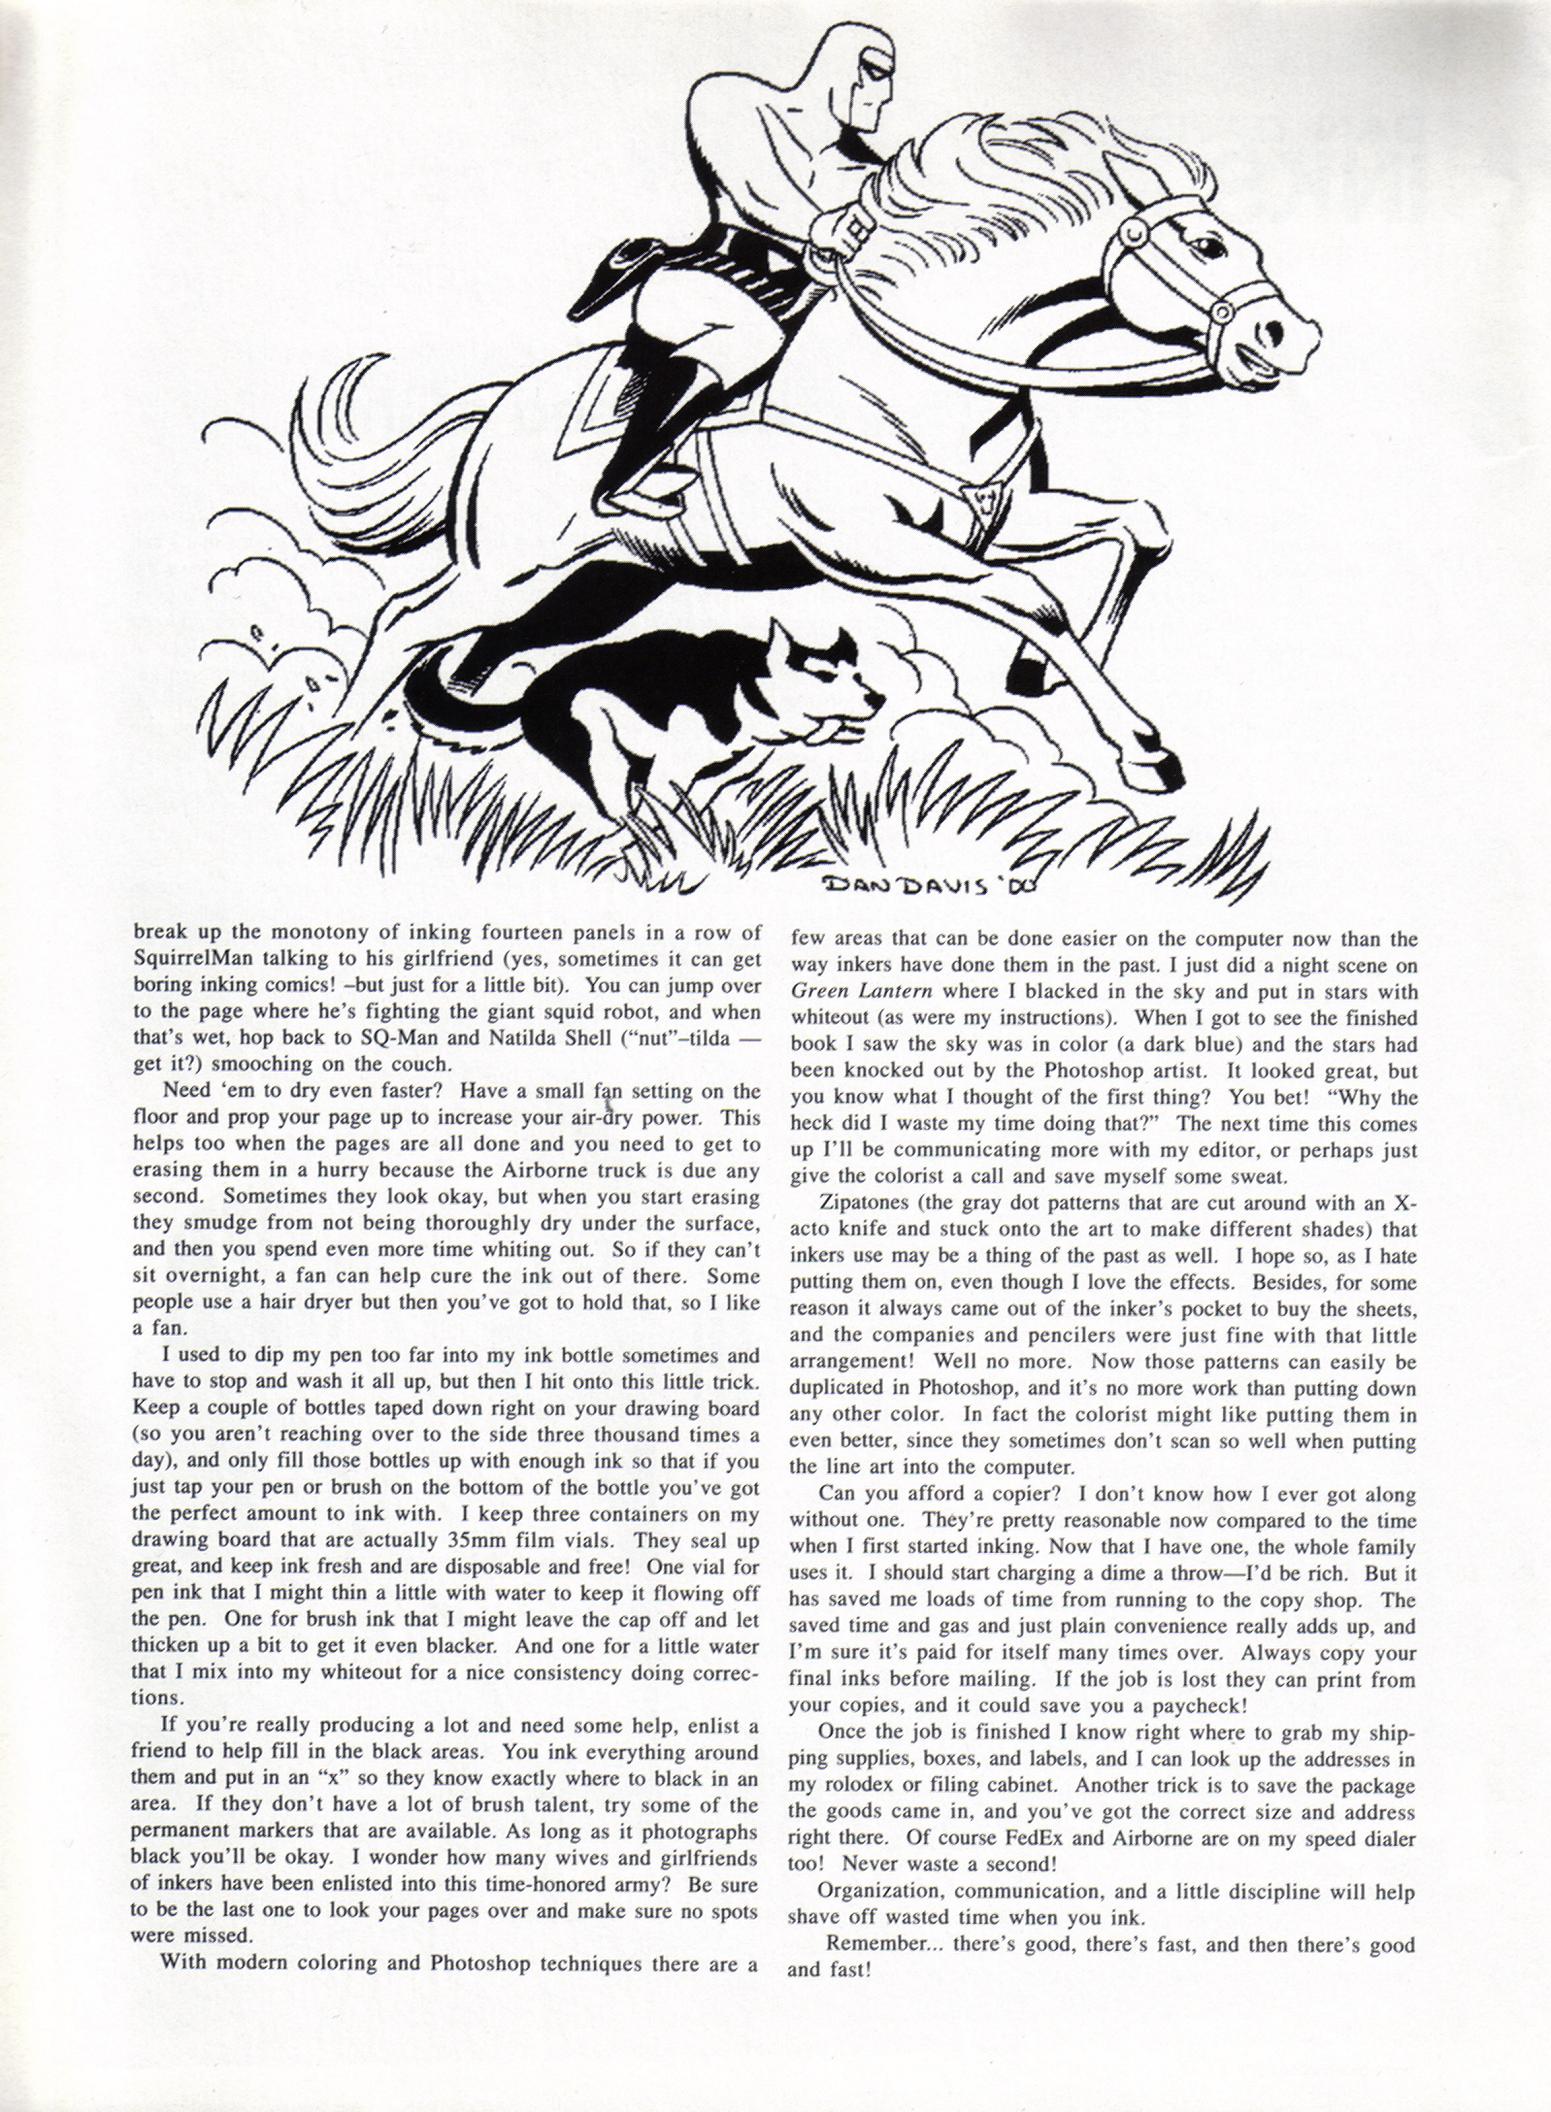 DAN DAVIS '00
break up the monotony of inking fourteen panels in a row of
SquirrelMan talking to his girlfriend (yes, sometimes it can get
boring inking comics! –but just for a little bit). You can jump over
to the page where he's fighting the giant squid robot, and when
that's wet, hop back to SQ-Man and Natilda Shell (“nut”–tilda —
get it?) smooching on the couch.
Need ‘em to dry even faster? Have a small fan setting on the
floor and prop your page up to increase your air-dry power. This
helps too when the pages are all done and you need to get to
erasing them in a hurry because the Airborne truck is due any
second. Sometimes they look okay, but when you start erasing
they smudge from not being thoroughly dry under the surface,
and then you spend even more time whiting out. So if they can't
sit overnight, a fan can help cure the ink out of there. Some
people use a hair dryer but then you've got to hold that, so I like
a fan.
I used to dip my pen too far into my ink bottle sometimes and
have to stop and wash it all up, but then I hit onto this little trick.
Keep a couple of bottles taped down right on your drawing board
(so you aren't reaching over to the side three thousand times a
day), and only fill those bottles up with enough ink so that if you
just tap your pen or brush on the bottom of the bottle you've got
the perfect amount to ink with. I keep three containers on my
drawing board that are actually 35mm film vials. They seal up
great, and keep ink fresh and are disposable and free! One vial for
pen ink that I might thin a little with water to keep it flowing off
the pen. One for brush ink that I might leave the cap off and let
thicken up a bit to get it even blacker. And one for a little water
that I mix into my whiteout for a nice consistency doing correc-
tions.
If you're really producing a lot and need some help, enlist a
friend to help fill in the black areas. You ink everything around
them and put in an “x” so they know exactly where to black in an
area. If they don't have a lot of brush talent, try some of the
permanent markers that are available. As long as it photographs
black you'll be okay. I wonder how many wives and girlfriends
of inkers have been enlisted into this time-honored army? Be sure
to be the last one to look your pages over and make sure no spots
were missed.
With modern coloring and Photoshop techniques there are a
few areas that can be done easier on the computer now than the
way inkers have done them in the past. I just did a night scene on
Green Lantern where I blacked in the sky and put in stars with
whiteout (as were my instructions). When I got to see the finished
book I saw the sky was in color (a dark blue) and the stars had
been knocked out by the Photoshop artist. It looked great, but
you know what I thought of the first thing? You bet! “Why the
heck did I waste my time doing that?” The next time this comes
up I'll be communicating more with my editor, or perhaps just
give the colorist a call and save myself some sweat.
Zipatones (the gray dot patterns that are cut around with an X-
acto knife and stuck onto the art to make different shades) that
inkers use may be a thing of the past as well. I hope so, as I hate
putting them on, even though I love the effects. Besides, for some
reason it always came out of the inker's pocket to buy the sheets,
and the companies and pencilers were just fine with that little
arrangement! Well no more. Now those patterns can easily be
duplicated in Photoshop, and it's no more work than putting down
any other color. In fact the colorist might like putting them in
even better, since they sometimes don't scan so well when putting
the line art into the computer.
Can you afford a copier? I don't know how I ever got along
without one. They're pretty reasonable now compared to the time
when I first started inking. Now that I have one, the whole family
uses it. I should start charging a dime a throw—I'd be rich. But it
has saved me loads of time from running to the copy shop. The
saved time and gas and just plain convenience really adds up, and
I'm sure it's paid for itself many times over. Always copy your
final inks before mailing. If the job is lost they can print from
your copies, and it could save you a paycheck!
Once the job is finished I know right where to grab my ship-
ping supplies, boxes, and labels, and I can look up the addresses in
my rolodex or filing cabinet. Another trick is to save the package
the goods came in, and you've got the correct size and address
right there. Of course FedEx and Airborne are on my speed dialer
too! Never waste a second!
Organization, communication, and a little discipline will help
shave off wasted time when you ink.
Remember... there's good, there's fast, and then there's good
and fast!